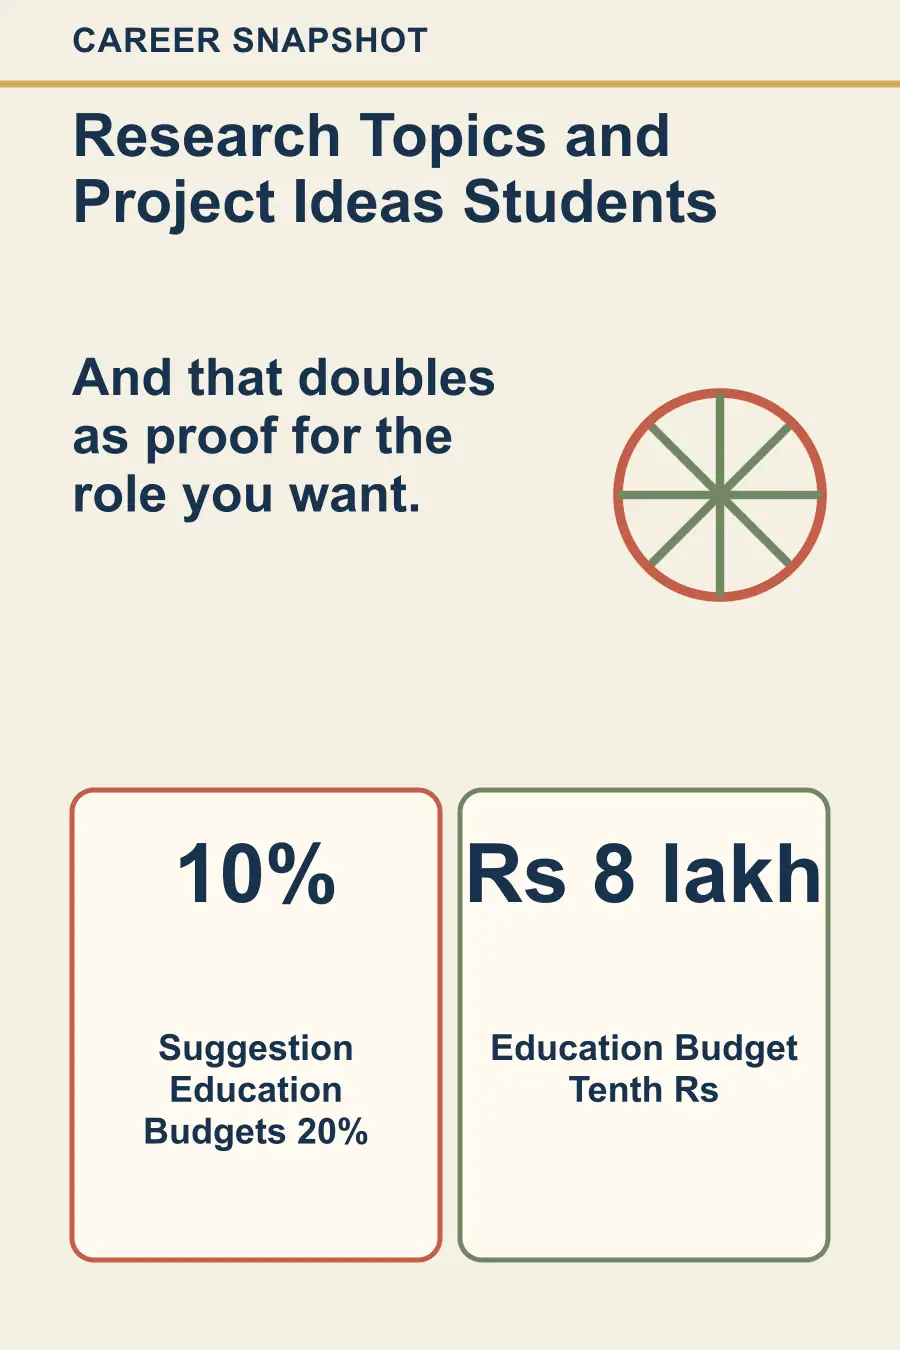 CAREER SNAPSHOT
Research Topics and
Project Ideas Students
And that doubles
as proof for the
role you want.
10%
Suggestion
Education
Budgets 20%
Rs 8 lakh
Education Budget
Tenth Rs